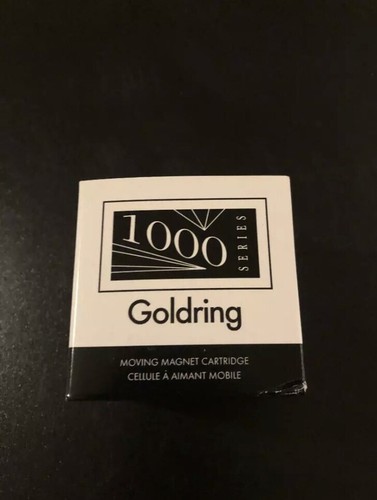 1000
SERIES
Goldring
MOVING MAGNET CARTRIDGE
CELLULE À AIMANT MOBILE